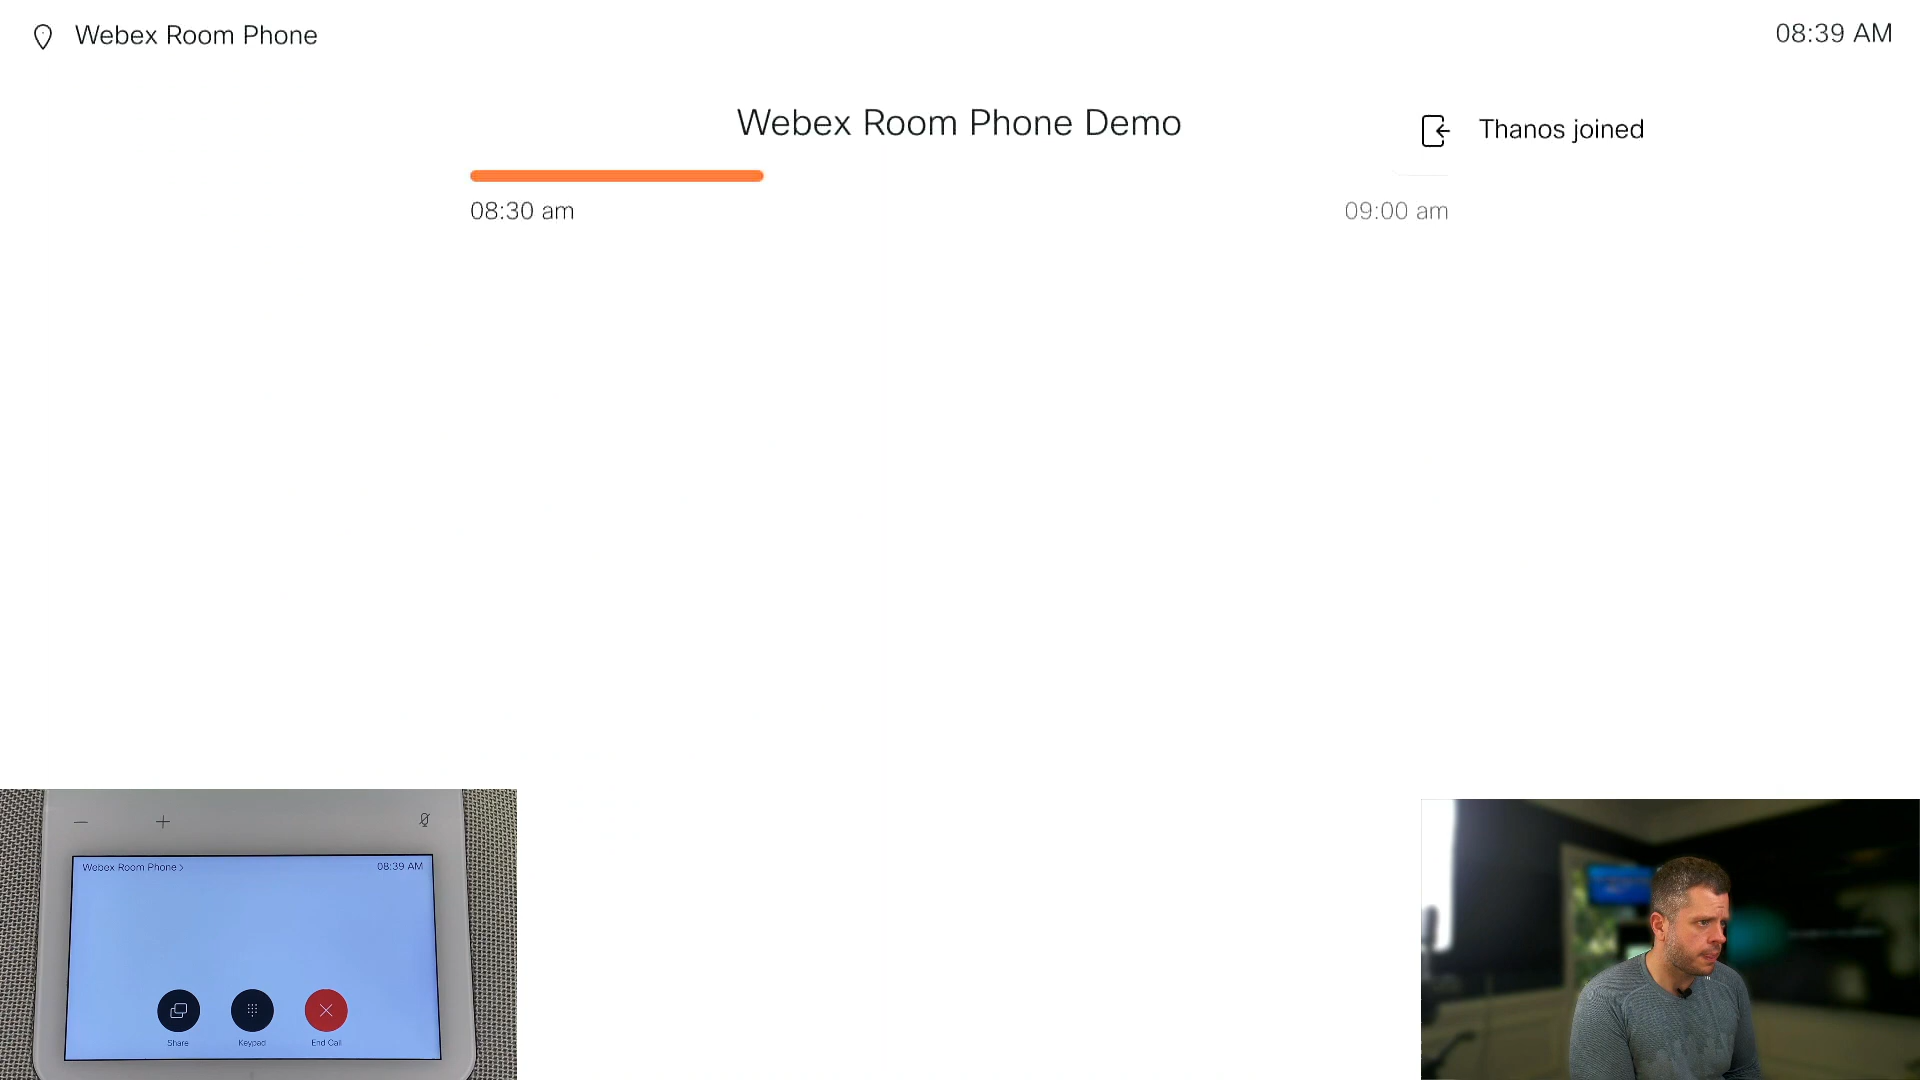 Webex Room Phone
08:39 AM
Webex Room Phone Demo
Thanos joined
08:30 am
09:00 am
Webex Room Phone
08:39 AM
Share
Keypad
End Call